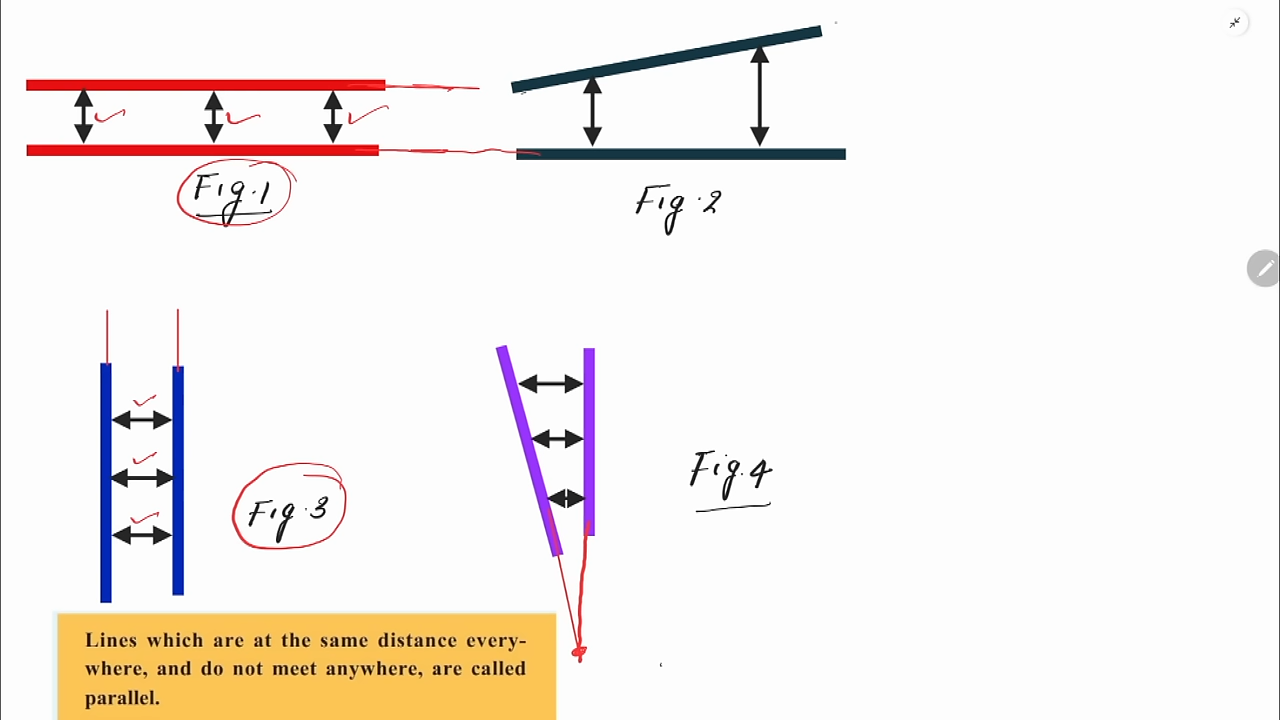 Fig.1
Fig.2
Fig.3
Fig.4
Lines which are at the same distance every-
where, and do not meet anywhere, are called
parallel.